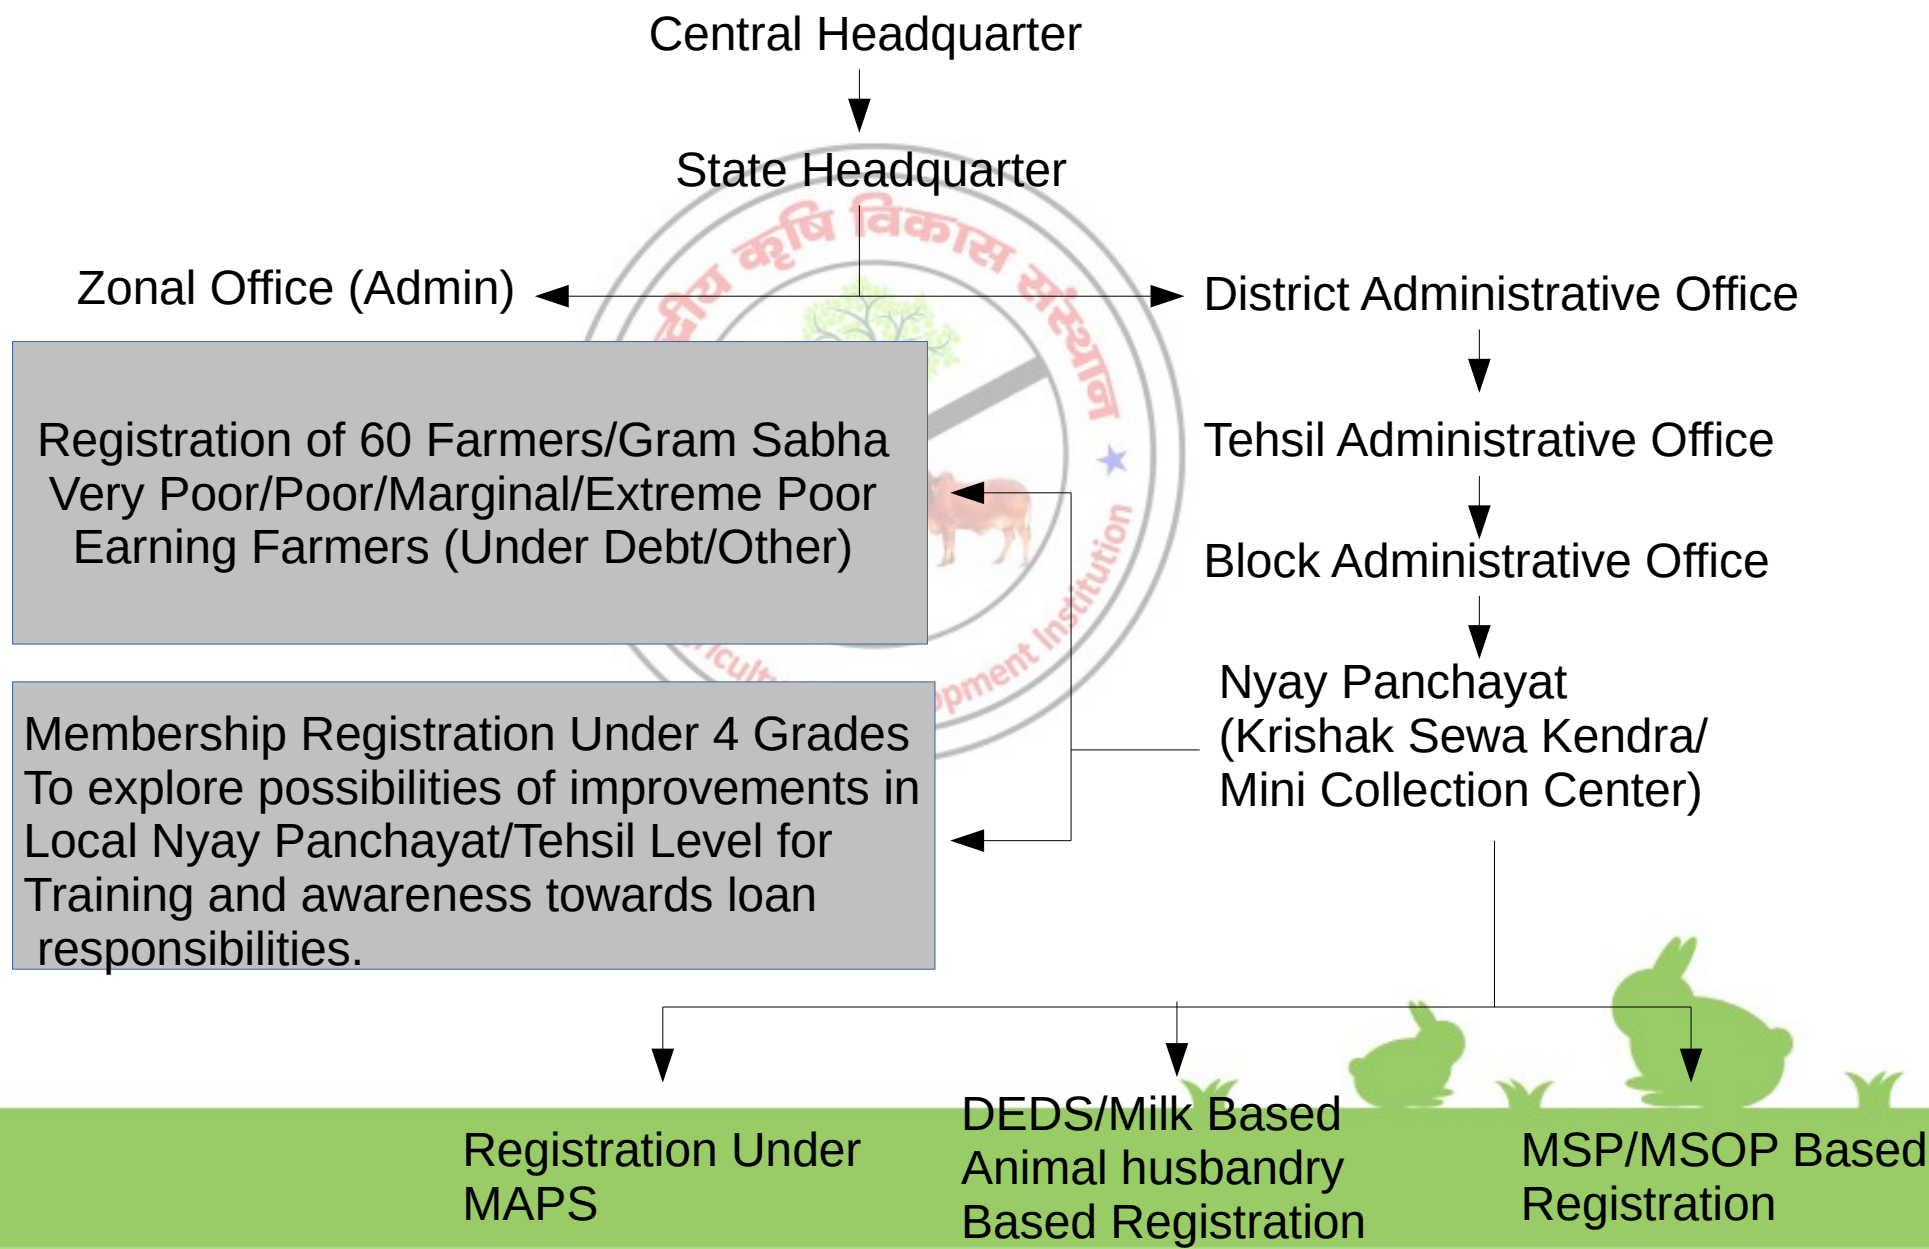 Central Headquarter
State Headquarter
कृषि विकास संस्थान
Zonal Office (Admin)
District Administrative Office
Registration of 60 Farmers/Gram Sabha
Very Poor/Poor/Marginal/Extreme Poor
Earning Farmers (Under Debt/Other)
Tehsil Administrative Office
Block Administrative Office
Institution
Nyay Panchayat
(Krishak Sewa Kendra/
Mini Collection Center)
Membership Registration Under 4 Grades
To explore possibilities of improvements in
Local Nyay Panchayat/Tehsil Level for
Training and awareness towards loan
responsibilities.
Registration Under
MAPS
DEDS/Milk Based
Animal husbandry
Based Registration
MSP/MSOP Based
Registration